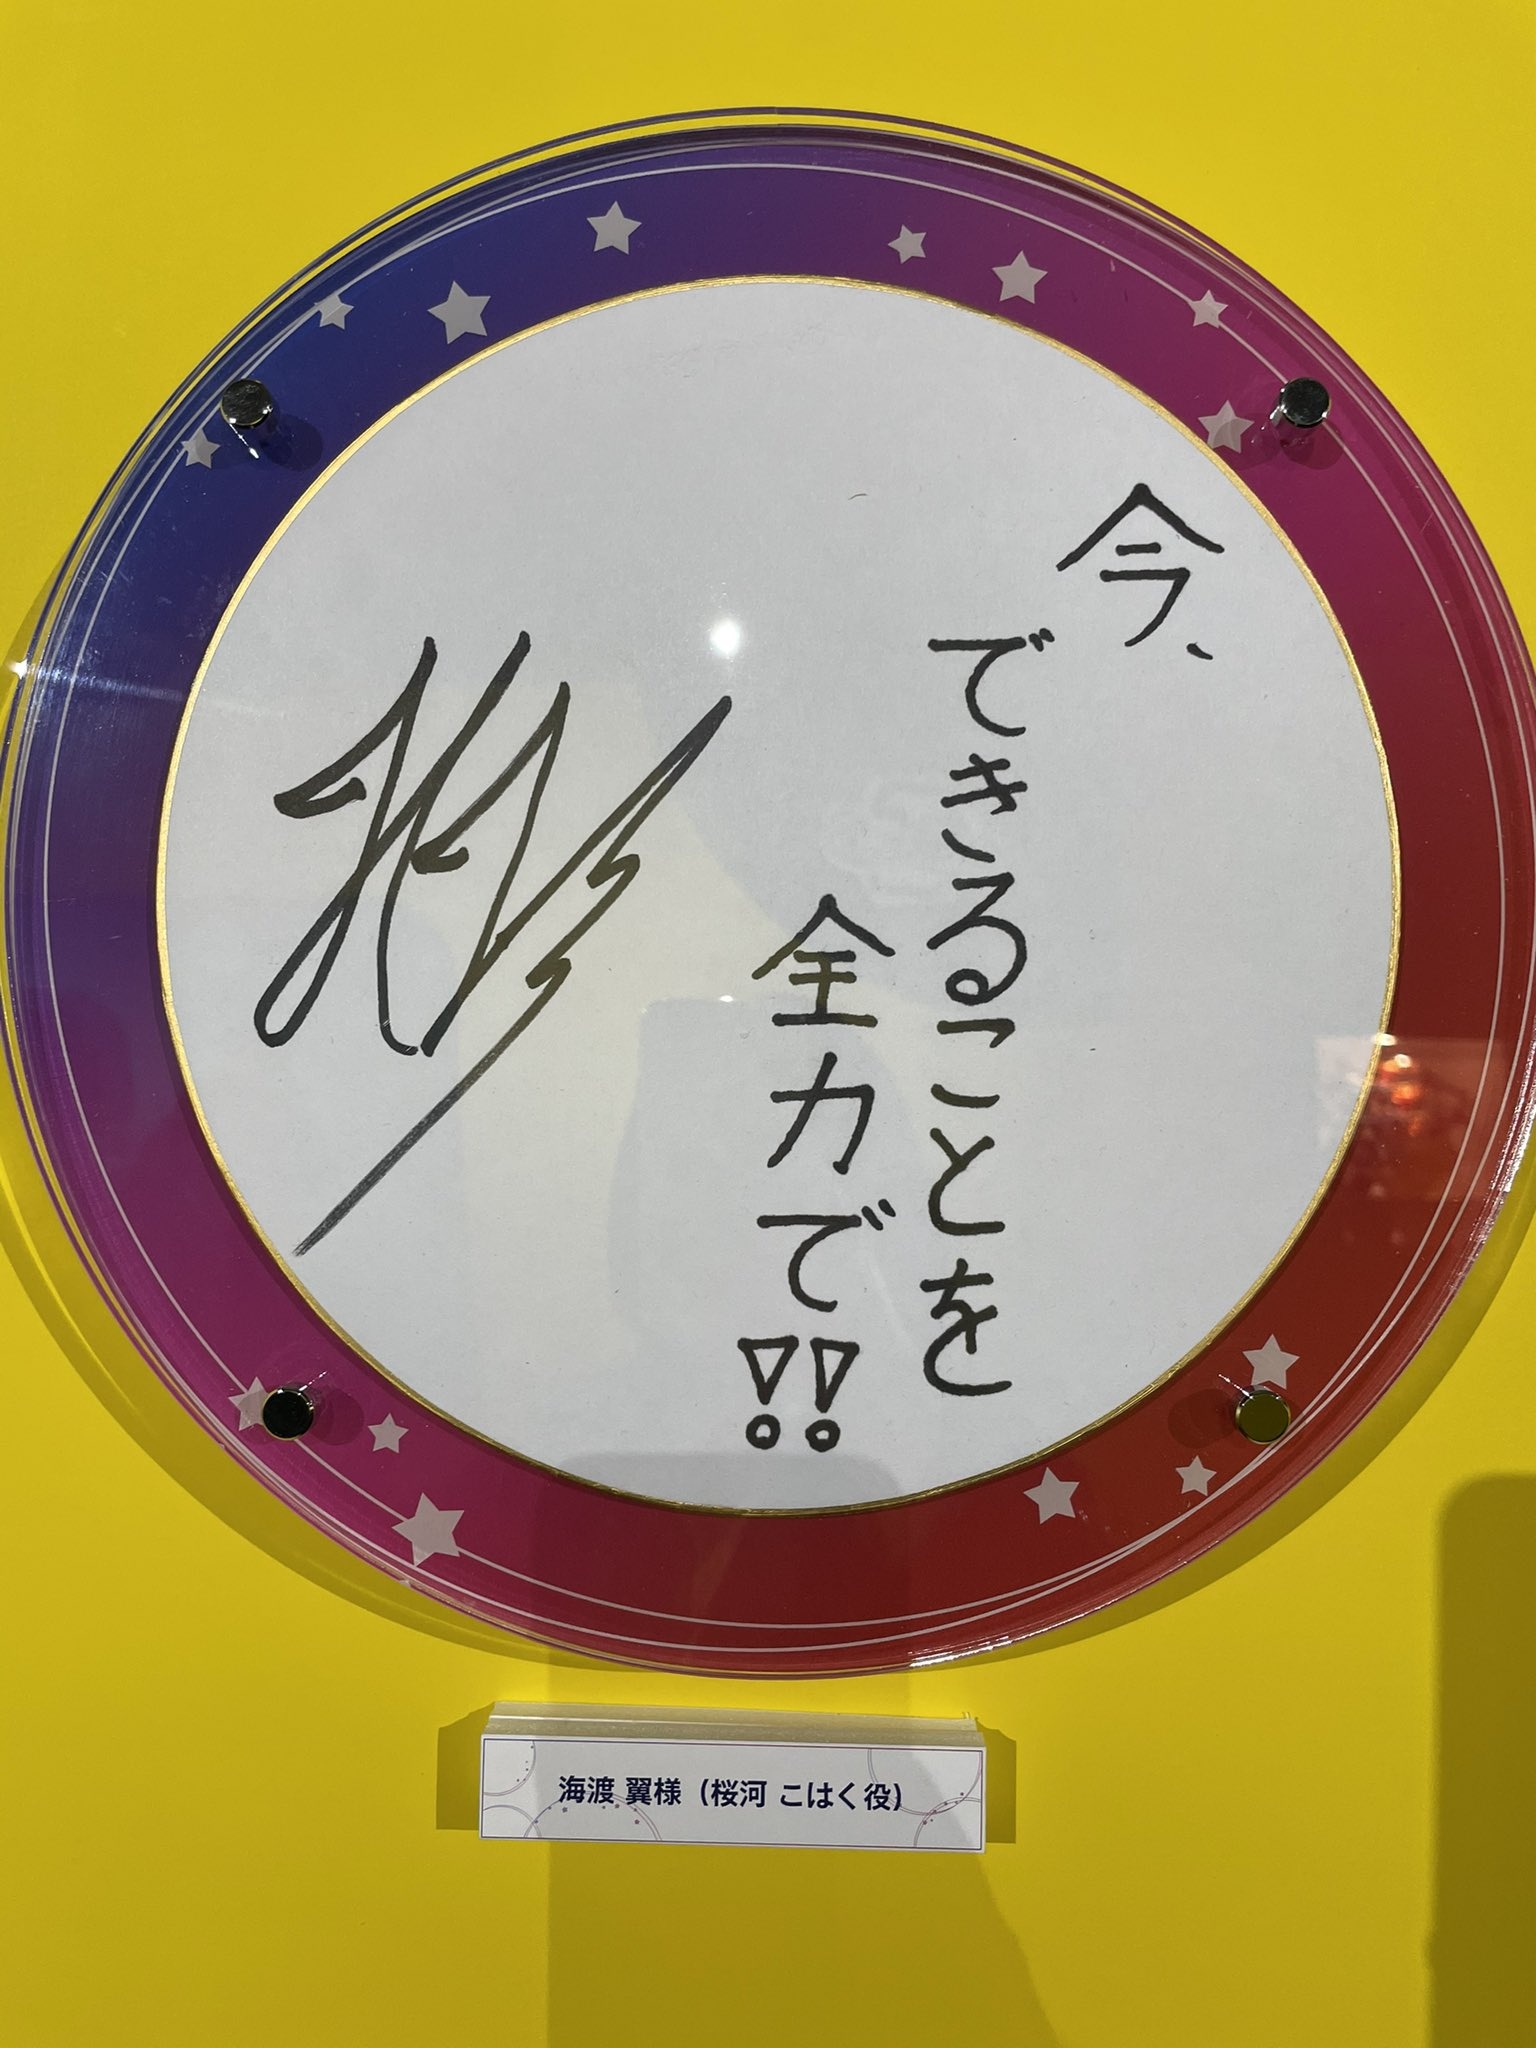 今、
できることを
全力で!!
海渡 翼様（桜河 こはく役）